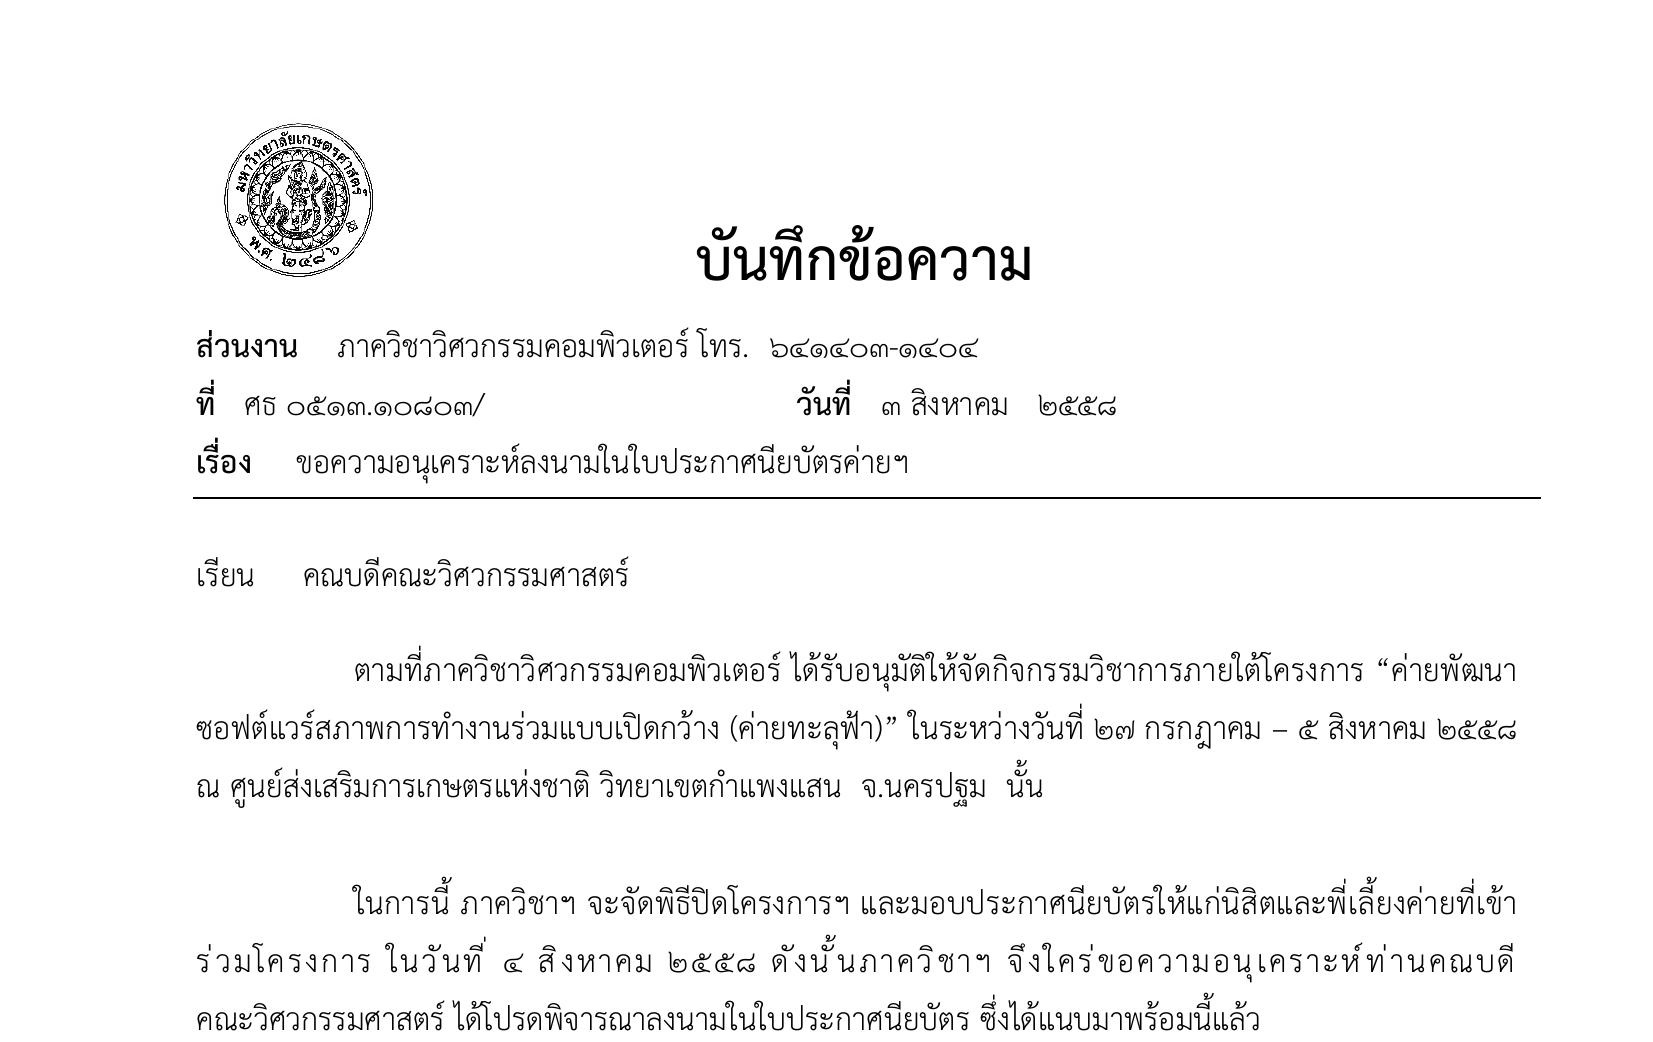 มหาวิทยาลัยเกษตรศาสตร์
พ.ศ. ๒๔๘๖
บันทึกข้อความ
ส่วนงาน ภาควิชาวิศวกรรมคอมพิวเตอร์ โทร. ๖๔๑๔๐๓-๑๔๐๔
ที่ ศธ ๐๕๑๓.๑๐๘๐๓/ วันที่ ๓ สิงหาคม ๒๕๕๘
เรื่อง ขอความอนุเคราะห์ลงนามในใบประกาศนียบัตรค่ายฯ
เรียน คณบดีคณะวิศวกรรมศาสตร์
ตามที่ภาควิชาวิศวกรรมคอมพิวเตอร์ ได้รับอนุมัติให้จัดกิจกรรมวิชาการภายใต้โครงการ “ค่ายพัฒนา
ซอฟต์แวร์สภาพการทำงานร่วมแบบเปิดกว้าง (ค่ายทะลุฟ้า)” ในระหว่างวันที่ ๒๗ กรกฎาคม – ๕ สิงหาคม ๒๕๕๘
ณ ศูนย์ส่งเสริมการเกษตรแห่งชาติ วิทยาเขตกำแพงแสน จ.นครปฐม นั้น
ในการนี้ ภาควิชาฯ จะจัดพิธีปิดโครงการฯ และมอบประกาศนียบัตรให้แก่นิสิตและพี่เลี้ยงค่ายที่เข้า
ร่วมโครงการ ในวันที่ ๔ สิงหาคม ๒๕๕๘ ดังนั้นภาควิชาฯ จึงใคร่ขอความอนุเคราะห์ท่านคณบดี
คณะวิศวกรรมศาสตร์ ได้โปรดพิจารณาลงนามในใบประกาศนียบัตร ซึ่งได้แนบมาพร้อมนี้แล้ว